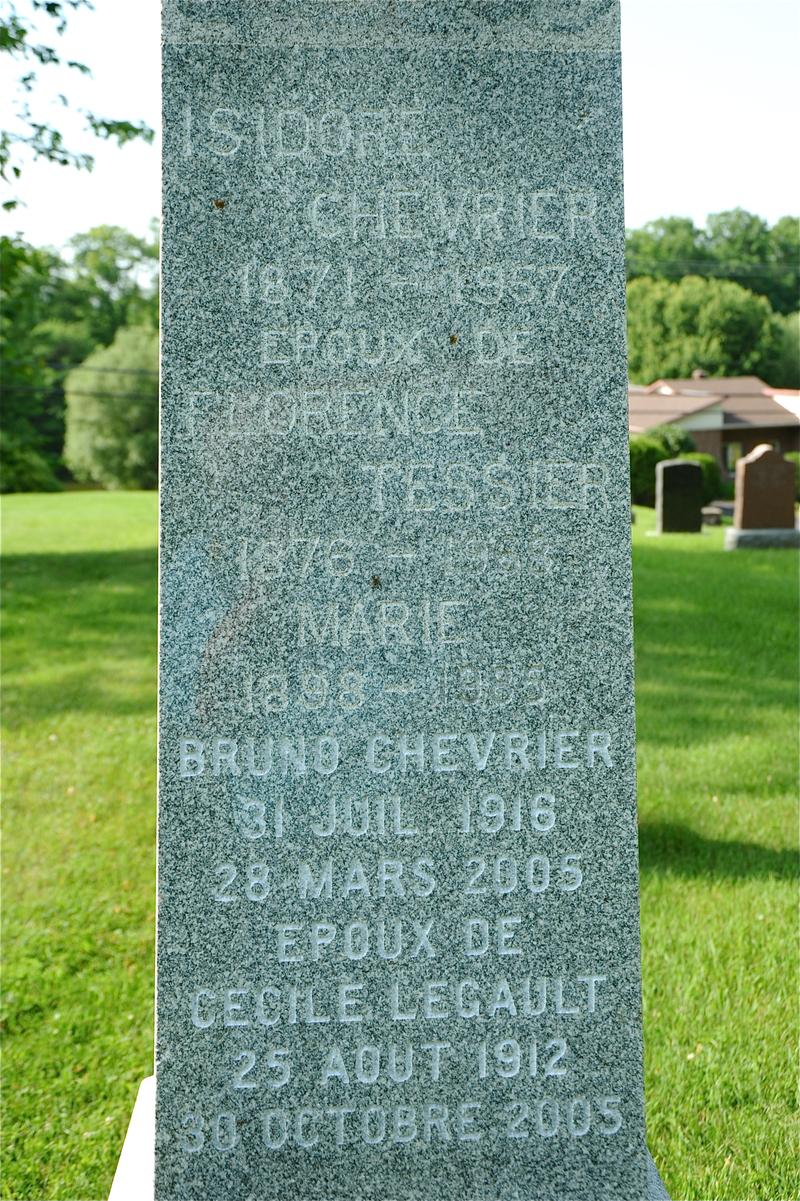 ISIDORE
CHEVRIER
1871 - 1957
EPOUX DE
FLORENCE
TESSIER
1876 -
MARIE
1898 - 1985
BRUNO CHEVRIER
31 JUIL. 1916
28 MARS 2005
EPOUX DE
CECILE LEGAULT
25 AOUT 1912
30 OCTOBRE 2005